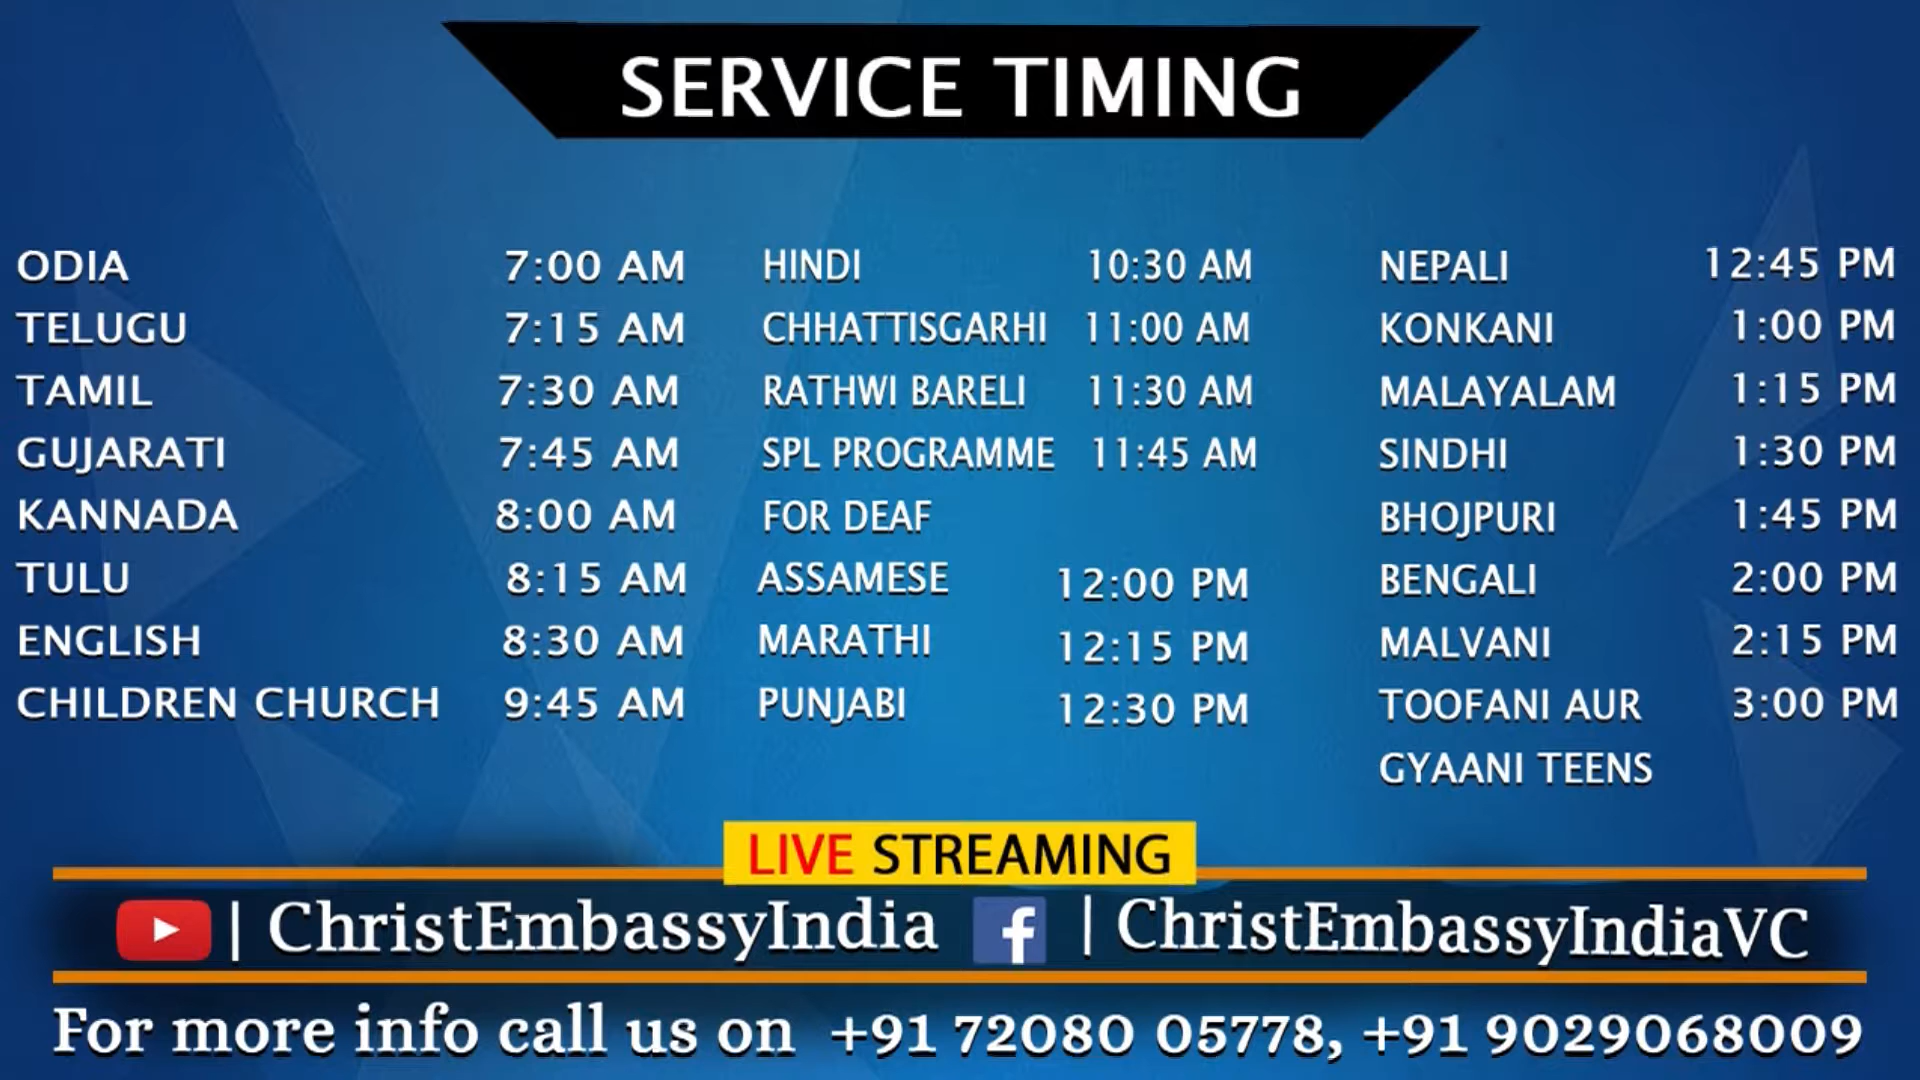 SERVICE TIMING
ODIA 7:00 AM
TELUGU 7:15 AM
TAMIL 7:30 AM
GUJARATI 7:45 AM
KANNADA 8:00 AM
TULU 8:15 AM
ENGLISH 8:30 AM
CHILDREN CHURCH 9:45 AM
HINDI 10:30 AM
CHHATTISGARHI 11:00 AM
RATHWI BARELI 11:30 AM
SPL PROGRAMME 11:45 AM
FOR DEAF
ASSAMESE 12:00 PM
MARATHI 12:15 PM
PUNJABI 12:30 PM
NEPALI 12:45 PM
KONKANI 1:00 PM
MALAYALAM 1:15 PM
SINDHI 1:30 PM
BHOJPURI 1:45 PM
BENGALI 2:00 PM
MALVANI 2:15 PM
TOOFANI AUR 3:00 PM
GYAANI TEENS
LIVE STREAMING
| ChristEmbassyIndia f | ChristEmbassyIndiaVC
For more info call us on +91 72080 05778, +91 9029068009